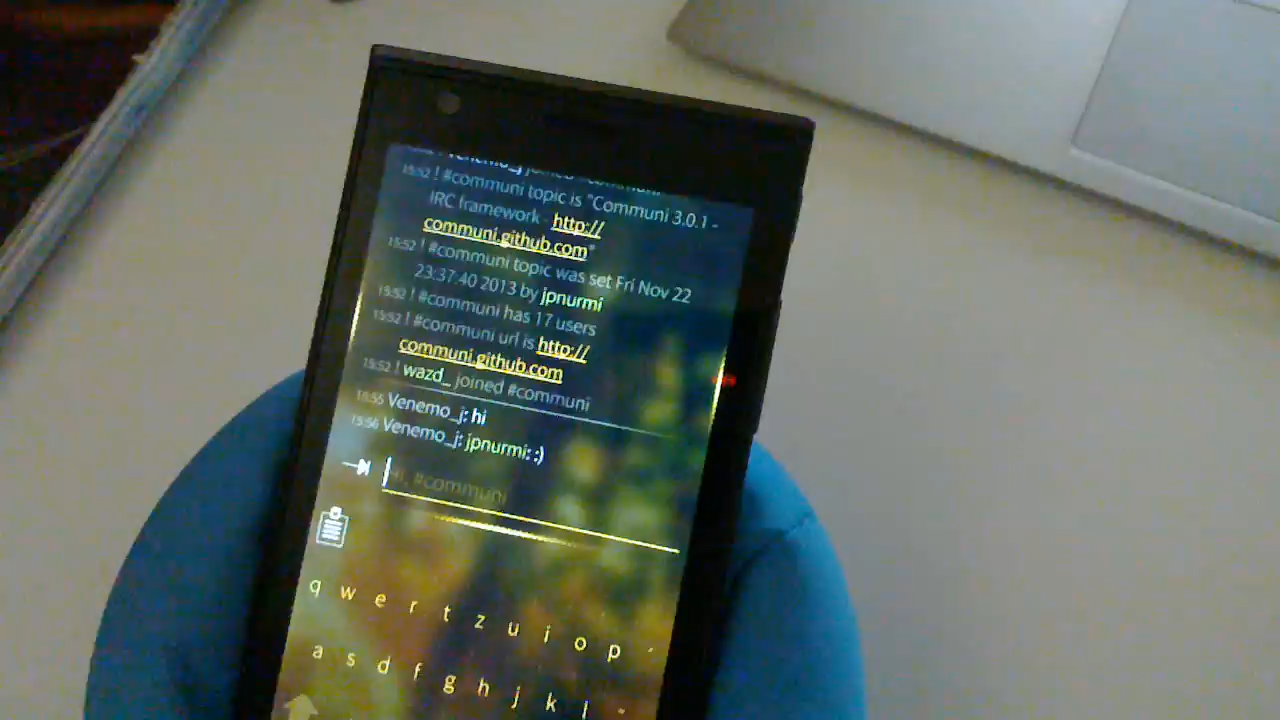 Venemo_j joined #communi
15:52 ! #communi topic is "Communi 3.0.1 -
IRC framework - http://
communi.github.com"
15:52 ! #communi topic was set Fri Nov 22
23:37:40 2013 by jpnurmi
15:52 ! #communi has 17 users
15:52 ! #communi url is http://
communi.github.com
15:52 ! wazd_ joined #communi
15:55 Venemo_j: hi
15:56 Venemo_j: jpnurmi: :)
Hi, #communi
q w e r t z u i o p
a s d f g h j k l